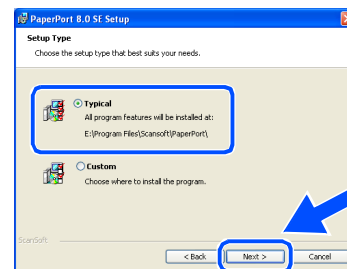 PaperPort 8.0 SE Setup
Setup Type
Choose the setup type that best suits your needs.
Typical
All program features will be installed at:
E:\Program Files\Scansoft\PaperPort\
Custom
Choose where to install the program.
ScanSoft
< Back Next > Cancel